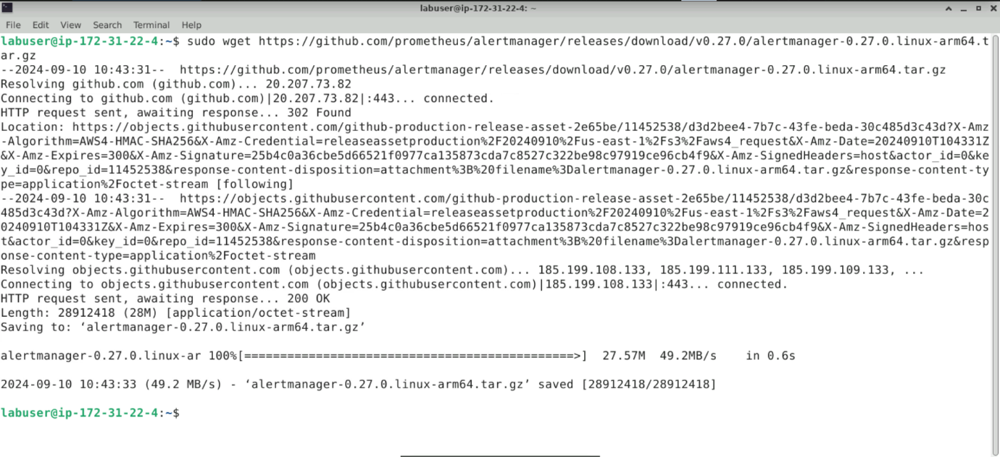 labuser@ip-172-31-22-4: ~
File Edit View Search Terminal Help
labuser@ip-172-31-22-4:~$ sudo wget https://github.com/prometheus/alertmanager/releases/download/v0.27.0/alertmanager-0.27.0.linux-arm64.t
ar.gz
--2024-09-10 10:43:31--  https://github.com/prometheus/alertmanager/releases/download/v0.27.0/alertmanager-0.27.0.linux-arm64.tar.gz
Resolving github.com (github.com)... 20.207.73.82
Connecting to github.com (github.com)|20.207.73.82|:443... connected.
HTTP request sent, awaiting response... 302 Found
Location: https://objects.githubusercontent.com/github-production-release-asset-2e65be/11452538/d3d2bee4-7b7c-43fe-beda-30c485d3c43d?X-Amz
-Algorithm=AWS4-HMAC-SHA256&X-Amz-Credential=releaseassetproduction%2F20240910%2Fus-east-1%2Fs3%2Faws4_request&X-Amz-Date=20240910T104331Z
&X-Amz-Expires=300&X-Amz-Signature=25b4c0a36cbe5d66521f0977ca135873cda7c8527c322be98c97919ce96cb4f9&X-Amz-SignedHeaders=host&actor_id=0&ke
y_id=0&repo_id=11452538&response-content-disposition=attachment%3B%20filename%3Dalertmanager-0.27.0.linux-arm64.tar.gz&response-content-ty
pe=application%2Foctet-stream [following]
--2024-09-10 10:43:31--  https://objects.githubusercontent.com/github-production-release-asset-2e65be/11452538/d3d2bee4-7b7c-43fe-beda-30c
485d3c43d?X-Amz-Algorithm=AWS4-HMAC-SHA256&X-Amz-Credential=releaseassetproduction%2F20240910%2Fus-east-1%2Fs3%2Faws4_request&X-Amz-Date=2
0240910T104331Z&X-Amz-Expires=300&X-Amz-Signature=25b4c0a36cbe5d66521f0977ca135873cda7c8527c322be98c97919ce96cb4f9&X-Amz-SignedHeaders=hos
t&actor_id=0&key_id=0&repo_id=11452538&response-content-disposition=attachment%3B%20filename%3Dalertmanager-0.27.0.linux-arm64.tar.gz&resp
onse-content-type=application%2Foctet-stream
Resolving objects.githubusercontent.com (objects.githubusercontent.com)... 185.199.108.133, 185.199.111.133, 185.199.109.133, ...
Connecting to objects.githubusercontent.com (objects.githubusercontent.com)|185.199.108.133|:443... connected.
HTTP request sent, awaiting response... 200 OK
Length: 28912418 (28M) [application/octet-stream]
Saving to: ‘alertmanager-0.27.0.linux-arm64.tar.gz’
alertmanager-0.27.0.linux-ar 100%[==============================================>]  27.57M  49.2MB/s    in 0.6s
2024-09-10 10:43:33 (49.2 MB/s) - ‘alertmanager-0.27.0.linux-arm64.tar.gz’ saved [28912418/28912418]
labuser@ip-172-31-22-4:~$